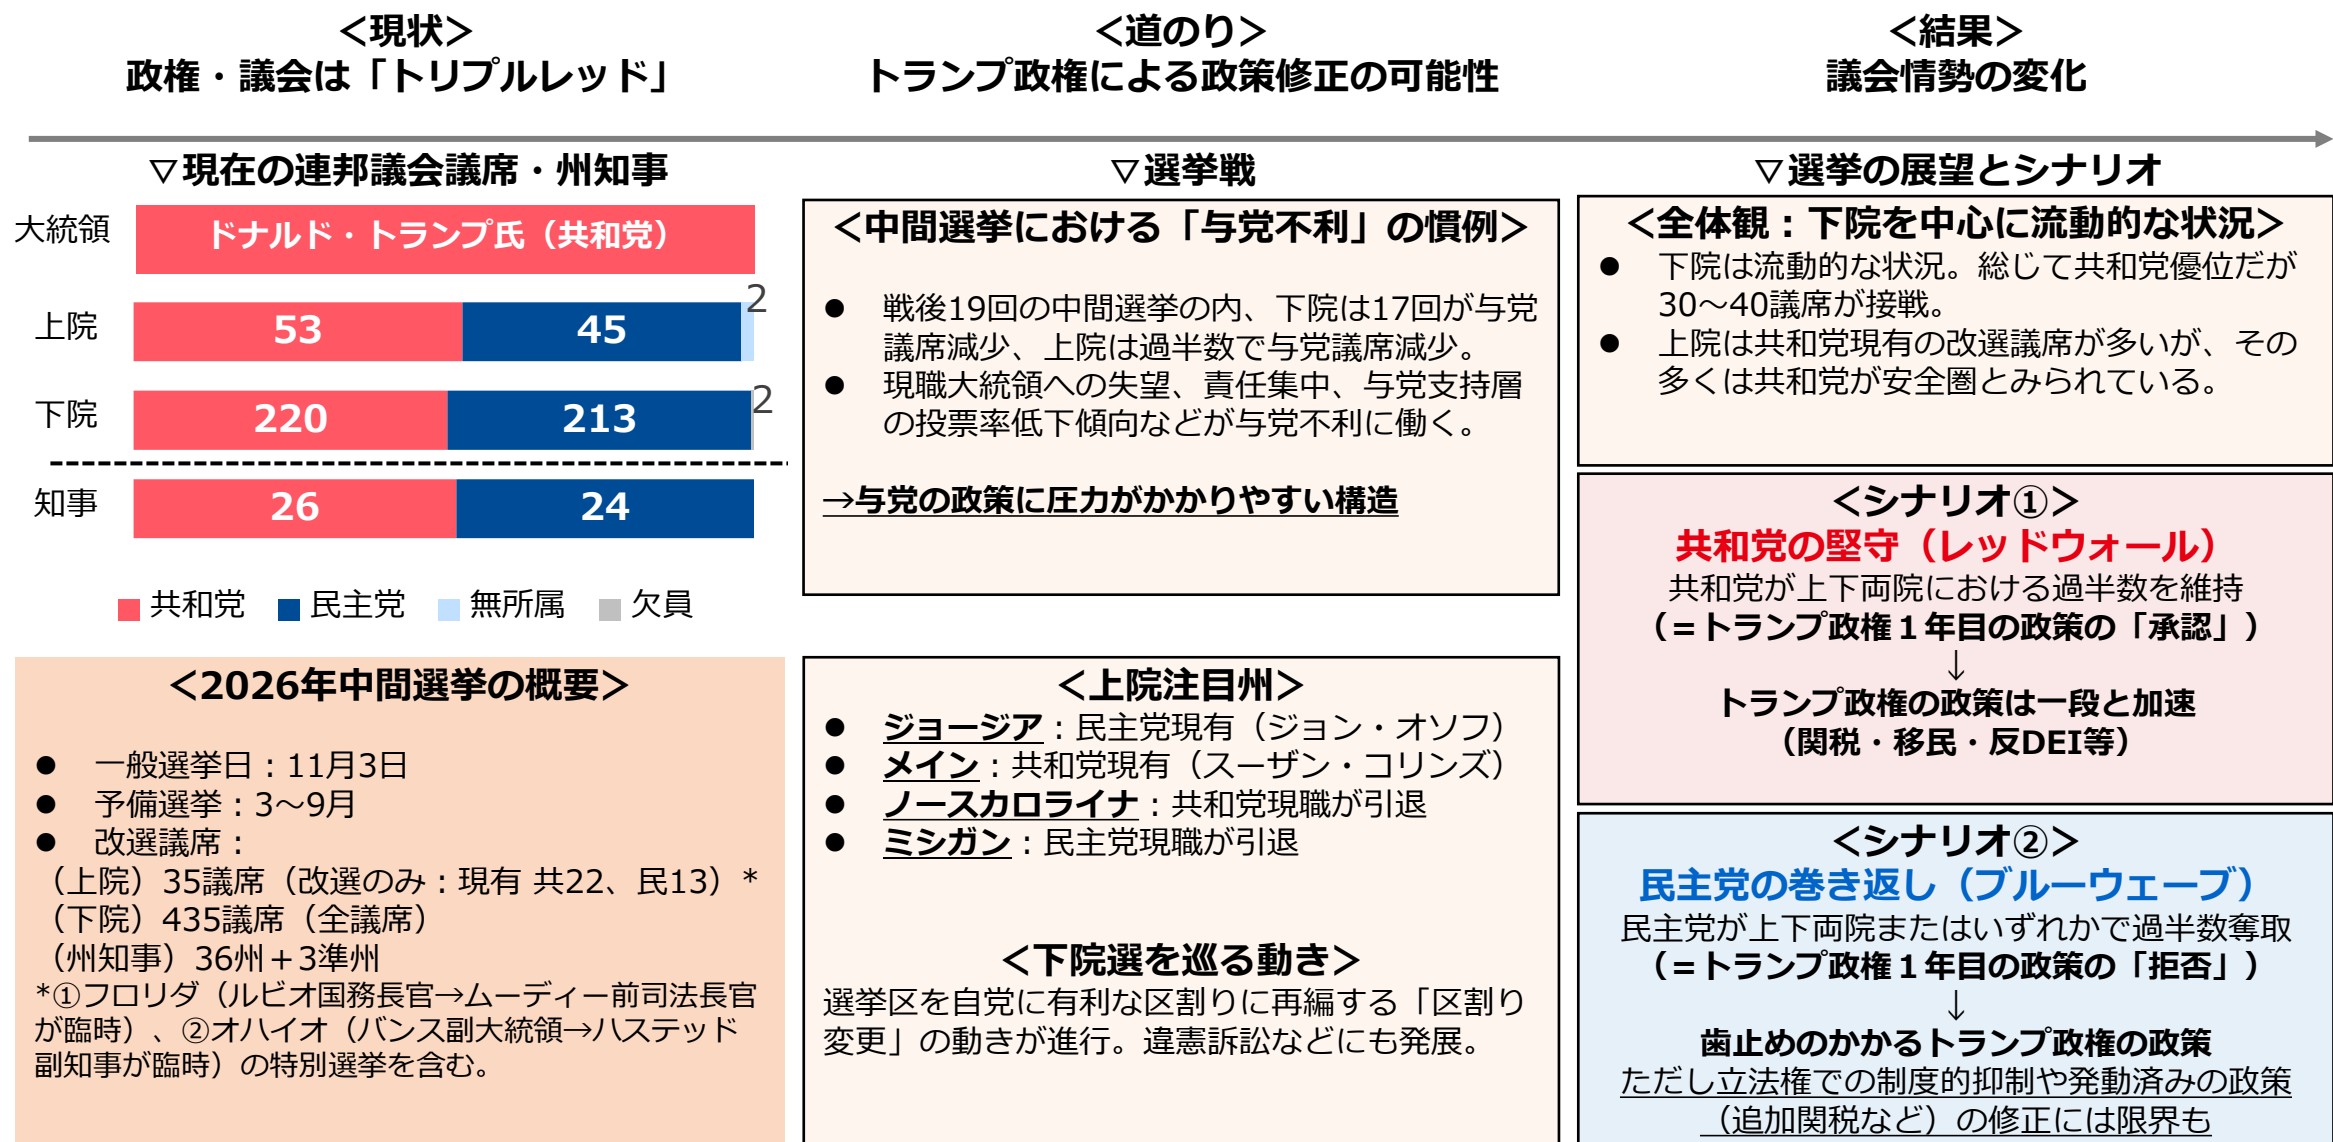 ＜現状＞
政権・議会は「トリプルレッド」
＜道のり＞
トランプ政権による政策修正の可能性
＜結果＞
議会情勢の変化
▽現在の連邦議会議席・州知事
大統領
ドナルド・トランプ氏（共和党）
上院
53
45
2
下院
220
213
2
知事
26
24
共和党
民主党
無所属
欠員
＜2026年中間選挙の概要＞
● 一般選挙日：11月3日
● 予備選挙：3～9月
● 改選議席：
（上院）35議席（改選のみ：現有 共22、民13）*
（下院）435議席（全議席）
（州知事）36州＋3準州
*①フロリダ（ルビオ国務長官→ムーディー前司法長官
が臨時）、②オハイオ（バンス副大統領→ハステッド
副知事が臨時）の特別選挙を含む。
▽選挙戦
＜中間選挙における「与党不利」の慣例＞
● 戦後19回の中間選挙の内、下院は17回が与党
議席減少、上院は過半数で与党議席減少。
● 現職大統領への失望、責任集中、与党支持層
の投票率低下傾向などが与党不利に働く。
→与党の政策に圧力がかかりやすい構造
＜上院注目州＞
● ジョージア：民主党現有（ジョン・オソフ）
● メイン：共和党現有（スーザン・コリンズ）
● ノースカロライナ：共和党現職が引退
● ミシガン：民主党現職が引退
＜下院選を巡る動き＞
選挙区を自党に有利な区割りに再編する「区割り
変更」の動きが進行。違憲訴訟などにも発展。
▽選挙の展望とシナリオ
＜全体観：下院を中心に流動的な状況＞
● 下院は流動的な状況。総じて共和党優位だが
30～40議席が接戦。
● 上院は共和党現有の改選議席が多いが、その
多くは共和党が安全圏とみられている。
＜シナリオ①＞
共和党の堅守（レッドウォール）
共和党が上下両院における過半数を維持
（＝トランプ政権１年目の政策の「承認」）
↓
トランプ政権の政策は一段と加速
（関税・移民・反DEI等）
＜シナリオ②＞
民主党の巻き返し（ブルーウェーブ）
民主党が上下両院またはいずれかで過半数奪取
（＝トランプ政権１年目の政策の「拒否」）
↓
歯止めのかかるトランプ政権の政策
ただし立法権での制度的抑制や発動済みの政策
（追加関税など）の修正には限界も